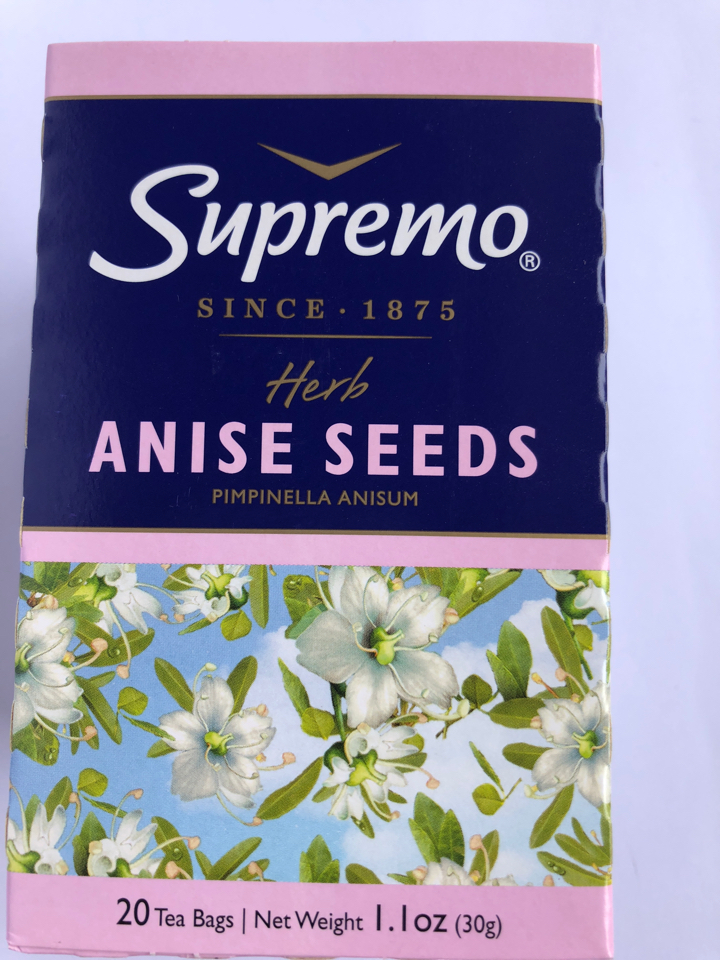 Supremo®
SINCE · 1875
Herb
ANISE SEEDS
PIMPINELLA ANISUM
20 Tea Bags | Net Weight 1.1oz (30g)